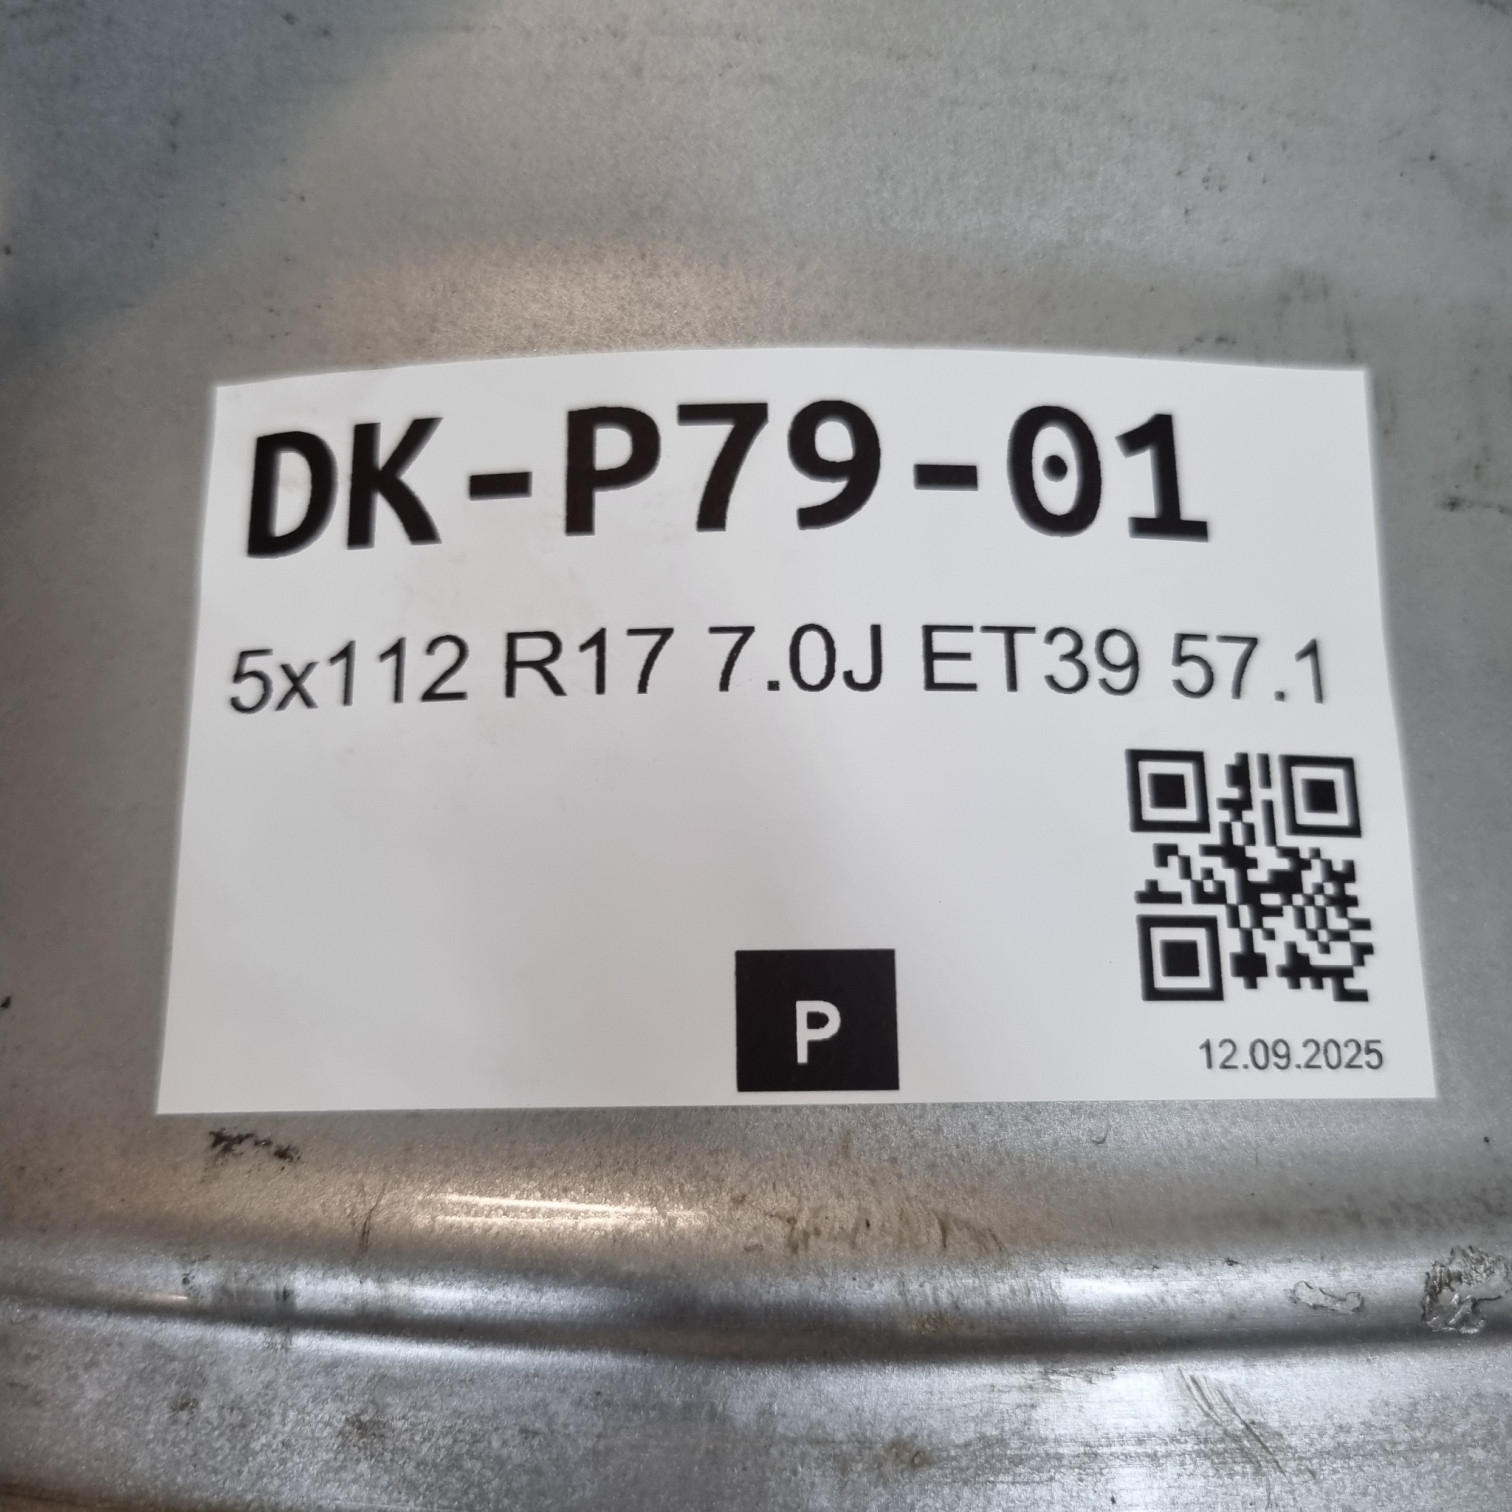 DK-P79-01
5x112 R17 7.0J ET39 57.1
P
12.09.2025